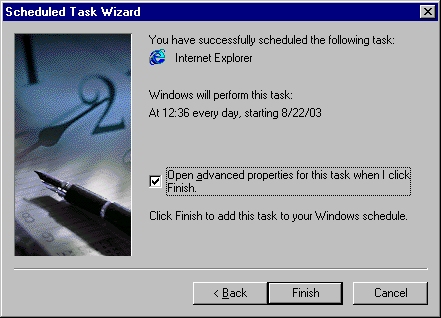 Scheduled Task Wizard
You have successfully scheduled the following task:
Internet Explorer
Windows will perform this task:
At 12:36 every day, starting 8/22/03
Open advanced properties for this task when I click
Finish.
Click Finish to add this task to your Windows schedule.
< Back
Finish
Cancel